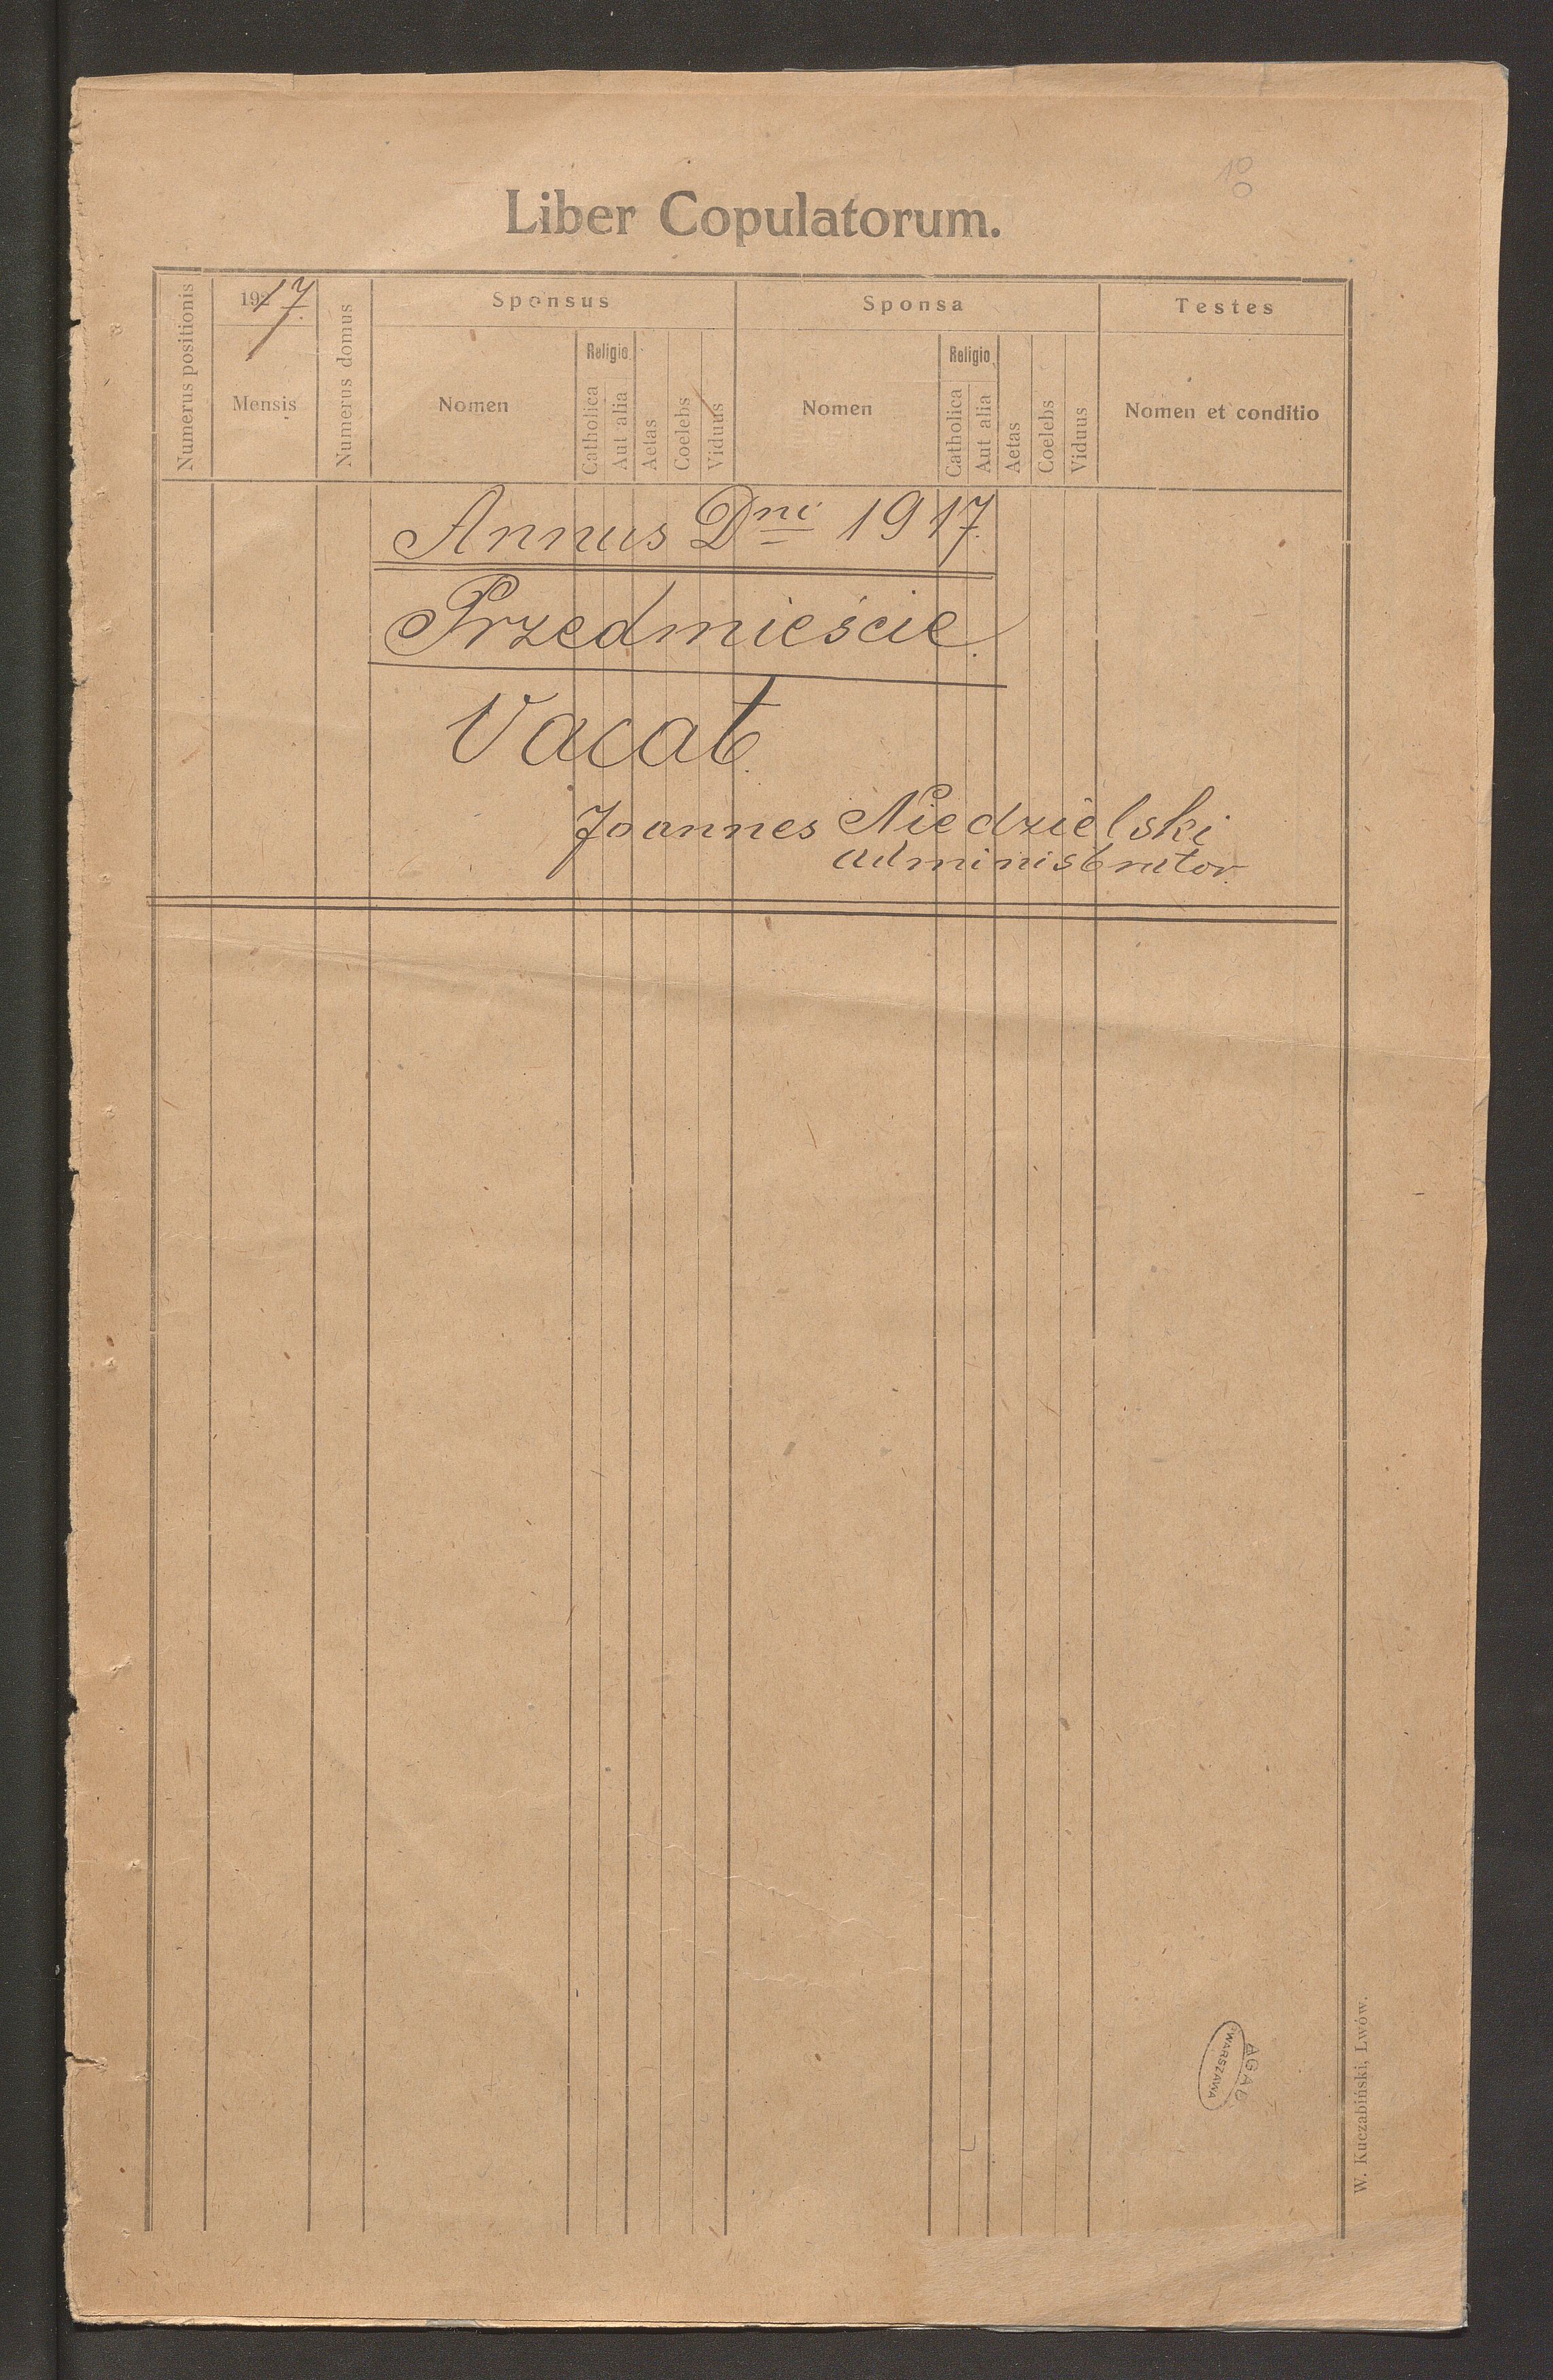 10
Liber Copulatorum.
Numerus positionis
1917.
Mensis
Numerus domus
Sponsus
Nomen
Religio
Catholica
Aut alia
Aetas
Coelebs
Viduus
Sponsa
Nomen
Religio
Catholica
Aut alia
Aetas
Coelebs
Viduus
Testes
Nomen et conditio
Annus Dni 1917.
Przedmieście.
Vacat.
Joannes Niedzielski
administrator.
AGAD
WARSZAWA
W. Kuczabiński, Lwów.